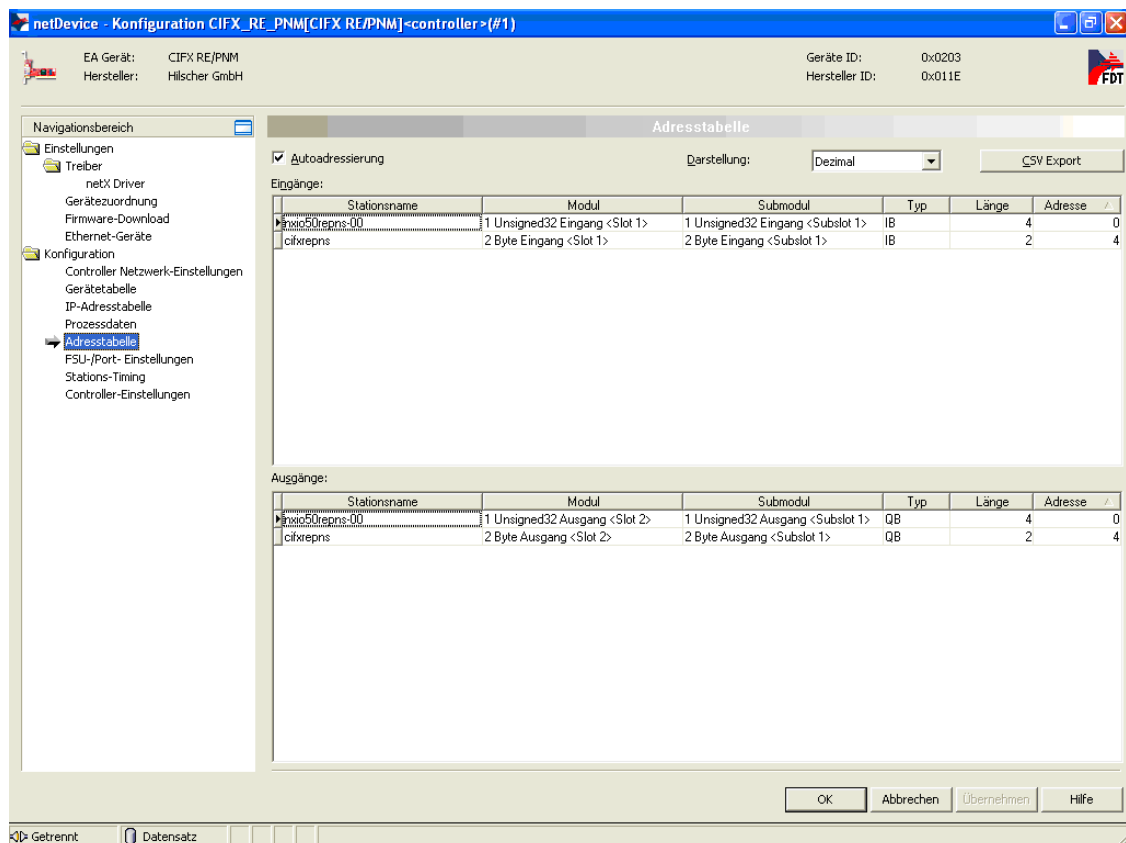 netDevice - Konfiguration CIFX_RE_PNM[CIFX RE/PNM]<controller>(#1)
EA Gerät: CIFX RE/PNM Geräte ID: 0x0203
Hersteller: Hilscher GmbH Hersteller ID: 0x011E
FDT
Navigationsbereich
Einstellungen
Treiber
netX Driver
Gerätezuordnung
Firmware-Download
Ethernet-Geräte
Konfiguration
Controller Netzwerk-Einstellungen
Gerätetabelle
IP-Adresstabelle
Prozessdaten
Adresstabelle
FSU-/Port- Einstellungen
Stations-Timing
Controller-Einstellungen
Adresstabelle
Autoadressierung Darstellung: Dezimal CSV Export
Eingänge:
Stationsname Modul Submodul Typ Länge Adresse
nxio50repns-00 1 Unsigned32 Eingang <Slot 1> 1 Unsigned32 Eingang <Subslot 1> IB 4 0
cifxrepns 2 Byte Eingang <Slot 1> 2 Byte Eingang <Subslot 1> IB 2 4
Ausgänge:
Stationsname Modul Submodul Typ Länge Adresse
nxio50repns-00 1 Unsigned32 Ausgang <Slot 2> 1 Unsigned32 Ausgang <Subslot 1> QB 4 0
cifxrepns 2 Byte Ausgang <Slot 2> 2 Byte Ausgang <Subslot 1> QB 2 4
OK Abbrechen Übernehmen Hilfe
Getrennt Datensatz